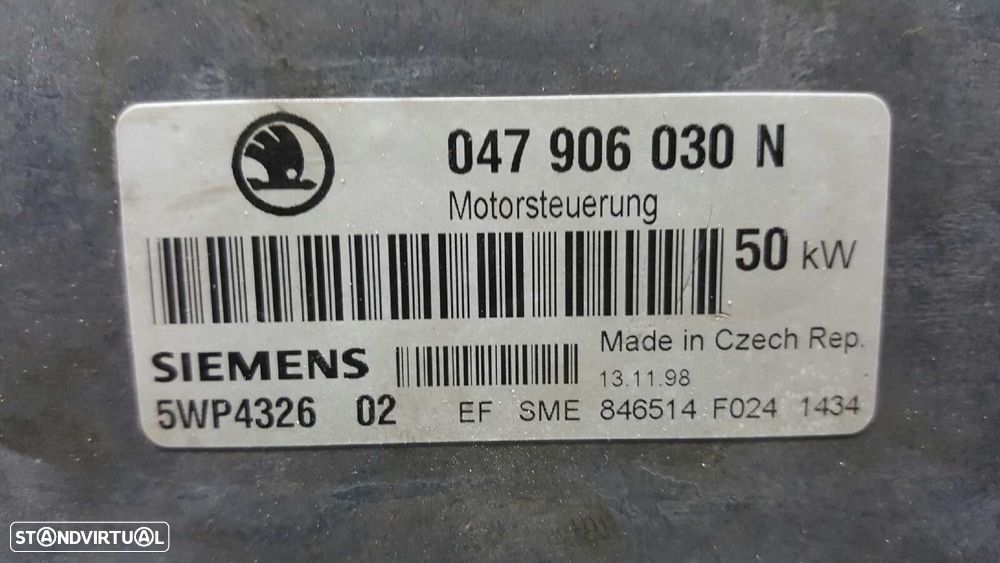 047 906 030 N
Motorsteuerung
50 kW
SIEMENS
Made in Czech Rep.
13.11.98
5WP4326 02 EF SME 846514 F024 1434
STANDVIRTUAL